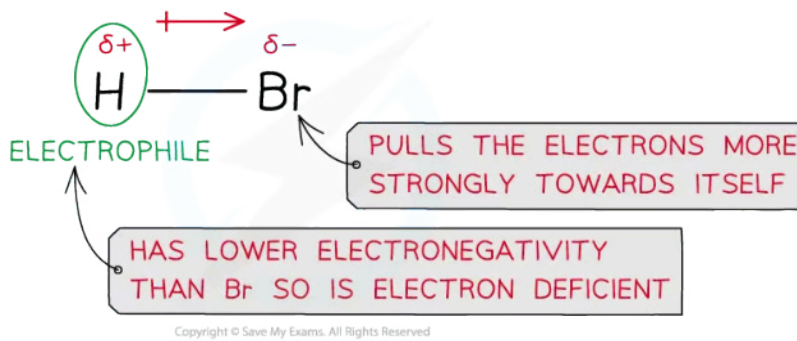 δ+ δ−
H Br
ELECTROPHILE
PULLS THE ELECTRONS MORE
STRONGLY TOWARDS ITSELF
HAS LOWER ELECTRONEGATIVITY
THAN Br SO IS ELECTRON DEFICIENT
Copyright © Save My Exams. All Rights Reserved